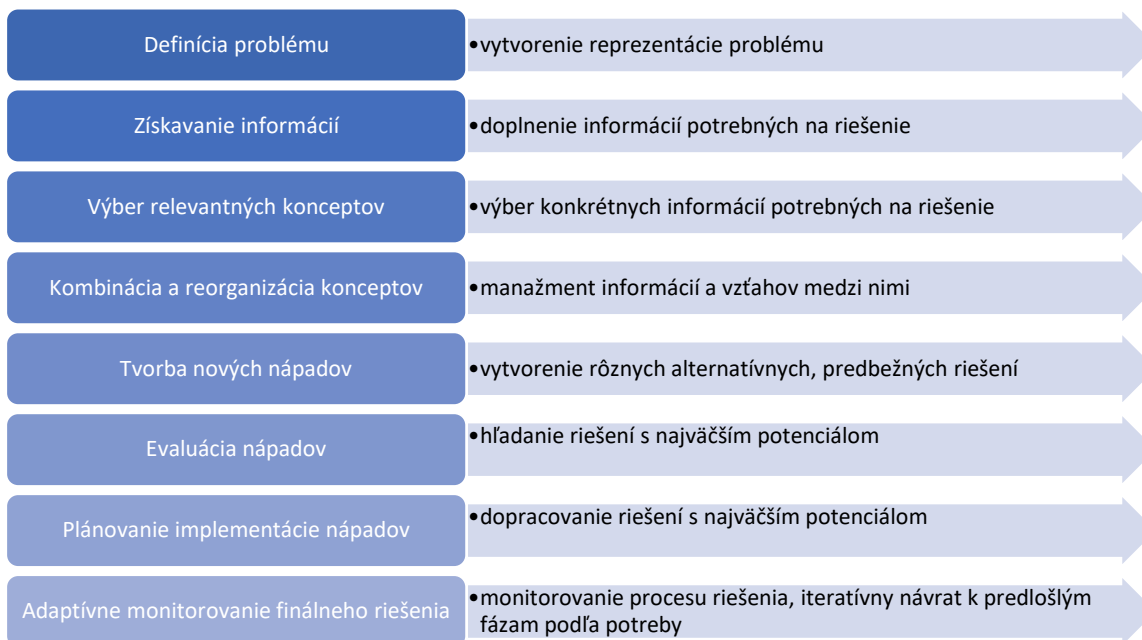 Definícia problému
•vytvorenie reprezentácie problému
Získavanie informácií
•doplnenie informácií potrebných na riešenie
Výber relevantných konceptov
•výber konkrétnych informácií potrebných na riešenie
Kombinácia a reorganizácia konceptov
•manažment informácií a vzťahov medzi nimi
Tvorba nových nápadov
•vytvorenie rôznych alternatívnych, predbežných riešení
Evaluácia nápadov
•hľadanie riešení s najväčším potenciálom
Plánovanie implementácie nápadov
•dopracovanie riešení s najväčším potenciálom
Adaptívne monitorovanie finálneho riešenia
•monitorovanie procesu riešenia, iteratívny návrat k predlošlým
fázam podľa potreby